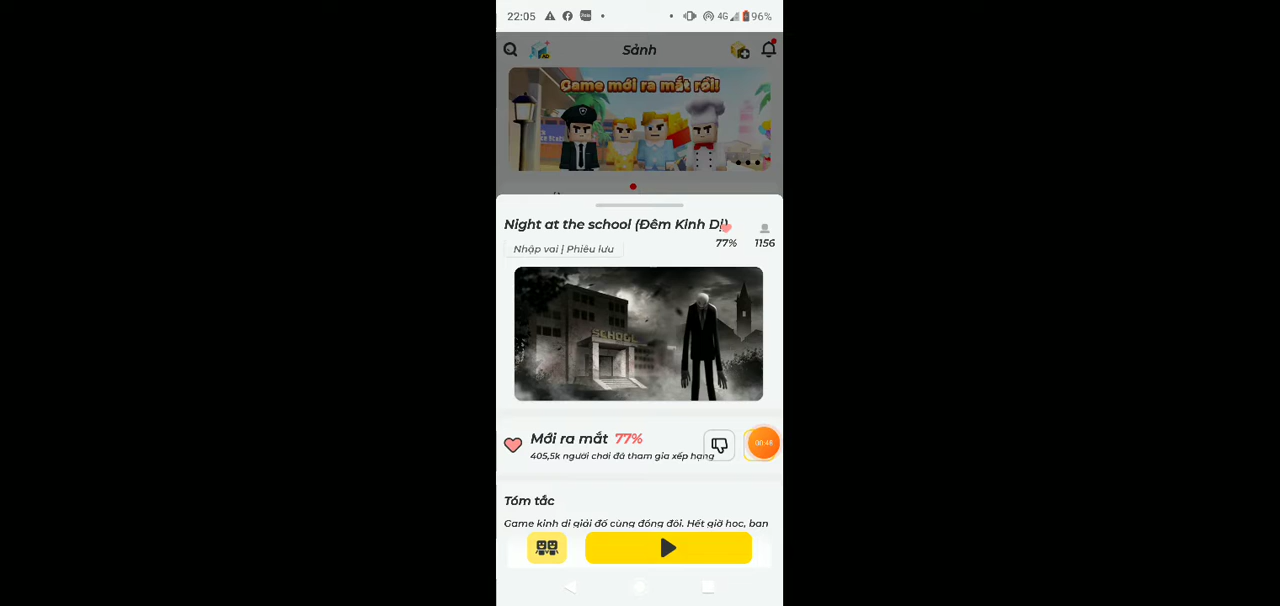 22:05
4G 96%
Sảnh
AD
Game mới ra mắt rồi!
Night at the school (Đêm Kinh Dị)
77%
1156
Nhập vai | Phiêu lưu
SCHOOL
Mới ra mắt 77%
405,5k người chơi đã tham gia xếp hạng
00:48
Tóm tắc
Game kinh dị giải đố cùng đồng đội. Hết giờ học, bạn